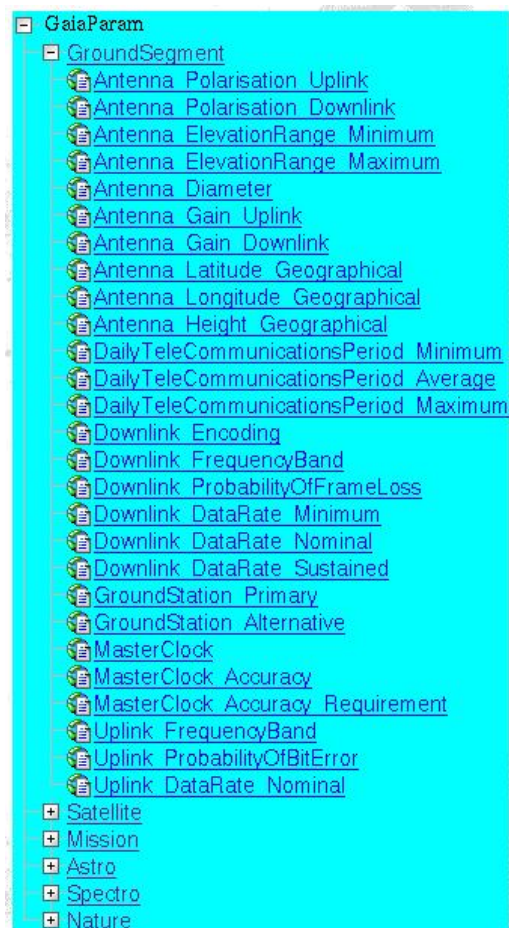 GaiaParam
GroundSegment
Antenna_Polarisation_Uplink
Antenna_Polarisation_Downlink
Antenna_ElevationRange_Minimum
Antenna_ElevationRange_Maximum
Antenna_Diameter
Antenna_Gain_Uplink
Antenna_Gain_Downlink
Antenna_Latitude_Geographical
Antenna_Longitude_Geographical
Antenna_Height_Geographical
DailyTeleCommunicationsPeriod_Minimum
DailyTeleCommunicationsPeriod_Average
DailyTeleCommunicationsPeriod_Maximum
Downlink_Encoding
Downlink_FrequencyBand
Downlink_ProbabilityOfFrameLoss
Downlink_DataRate_Minimum
Downlink_DataRate_Nominal
Downlink_DataRate_Sustained
GroundStation_Primary
GroundStation_Alternative
MasterClock
MasterClock_Accuracy
MasterClock_Accuracy_Requirement
Uplink_FrequencyBand
Uplink_ProbabilityOfBitError
Uplink_DataRate_Nominal
Satellite
Mission
Astro
Spectro
Nature